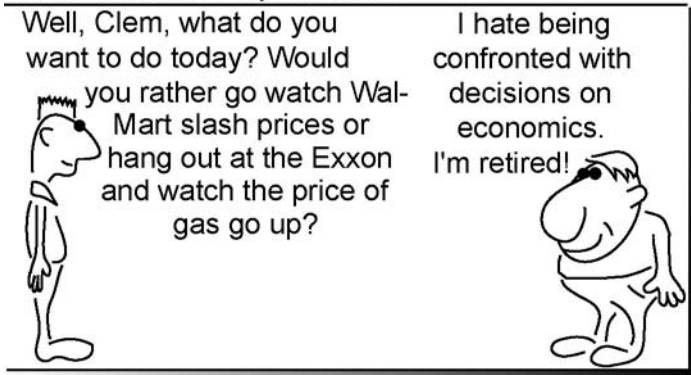 Well, Clem, what do you
want to do today? Would
you rather go watch Wal-
Mart slash prices or
hang out at the Exxon
and watch the price of
gas go up?
I hate being
confronted with
decisions on
economics.
I'm retired!